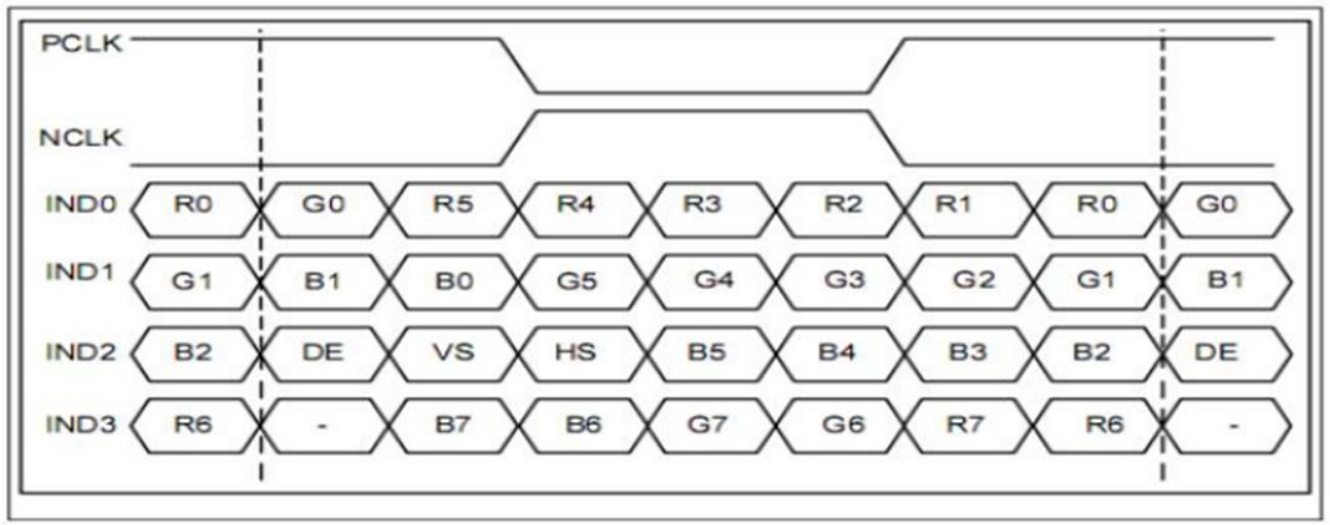 PCLK
NCLK
IND0 R0 G0 R5 R4 R3 R2 R1 R0 G0
IND1 G1 B1 B0 G5 G4 G3 G2 G1 B1
IND2 B2 DE VS HS B5 B4 B3 B2 DE
IND3 R6 - B7 B6 G7 G6 R7 R6 -